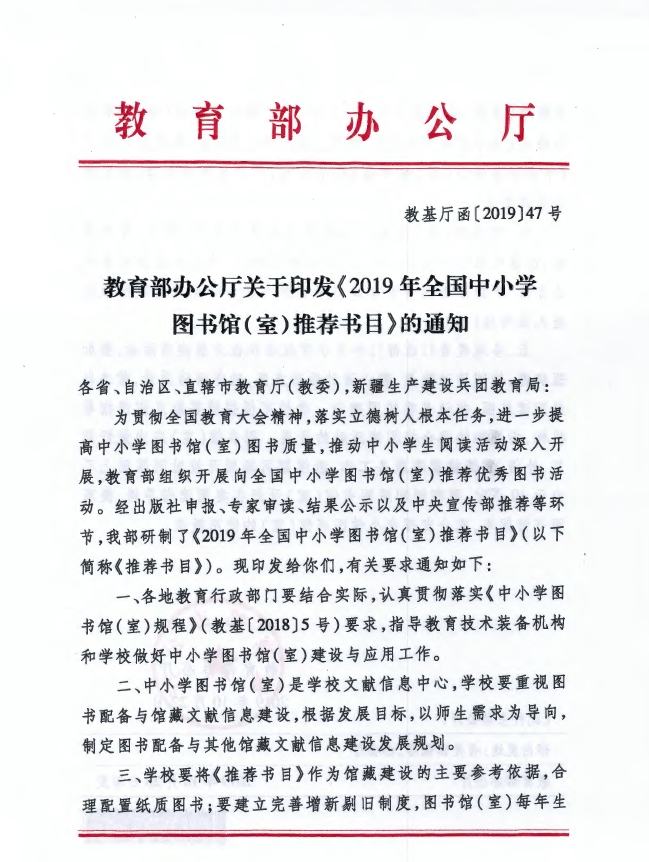 教育部办公厅
教基厅函〔2019〕47号
教育部办公厅关于印发《2019年全国中小学
图书馆（室）推荐书目》的通知
各省、自治区、直辖市教育厅（教委），新疆生产建设兵团教育局：
为贯彻全国教育大会精神，落实立德树人根本任务，进一步提
高中小学图书馆（室）图书质量，推动中小学生阅读活动深入开
展，教育部组织开展向全国中小学图书馆（室）推荐优秀图书活
动。经出版社申报、专家审读、结果公示以及中央宣传部推荐等环
节，我部研制了《2019年全国中小学图书馆（室）推荐书目》（以下
简称《推荐书目》）。现印发给你们，有关要求通知如下：
一、各地教育行政部门要结合实际，认真贯彻落实《中小学图
书馆（室）规程》（教基〔2018〕5号）要求，指导教育技术装备机构
和学校做好中小学图书馆（室）建设与应用工作。
二、中小学图书馆（室）是学校文献信息中心，学校要重视图
书配备与馆藏文献信息建设，根据发展目标，以师生需求为导向，
制定图书配备与其他馆藏文献信息建设发展规划。
三、学校要将《推荐书目》作为馆藏建设的主要参考依据，合
理配置纸质图书；要建立完善增新剔旧制度，图书馆（室）每年生